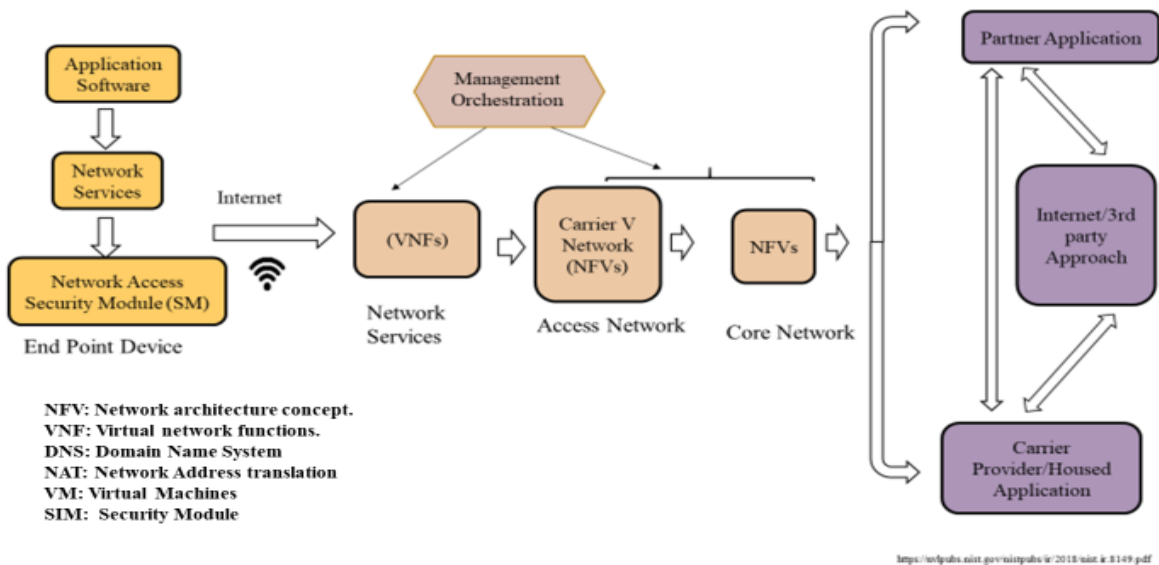 Application
Software
Network
Services
Network Access
Security Module (SM)
End Point Device
Internet
Management
Orchestration
(VNFs)
Network
Services
Carrier V
Network
(NFVs)
Access Network
NFVs
Core Network
Partner Application
Internet/3rd
party
Approach
Carrier
Provider/Housed
Application
NFV: Network architecture concept.
VNF: Virtual network functions.
DNS: Domain Name System
NAT: Network Address translation
VM: Virtual Machines
SIM: Security Module
https://nvlpubs.nist.gov/nistpubs/ir/2018/nist.ir.8149.pdf